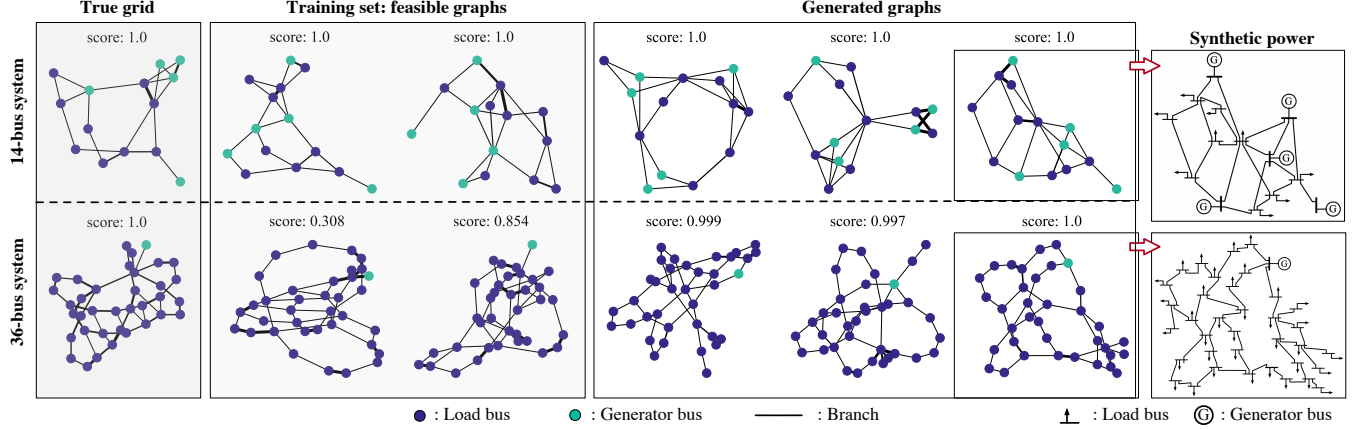 True grid
Training set: feasible graphs
Generated graphs
14-bus system
score: 1.0
score: 1.0
score: 1.0
score: 1.0
score: 1.0
score: 1.0
Synthetic power
G
G
G
G
G
36-bus system
score: 1.0
score: 0.308
score: 0.854
score: 0.999
score: 0.997
score: 1.0
G
: Load bus
: Generator bus
: Branch
: Load bus
G : Generator bus